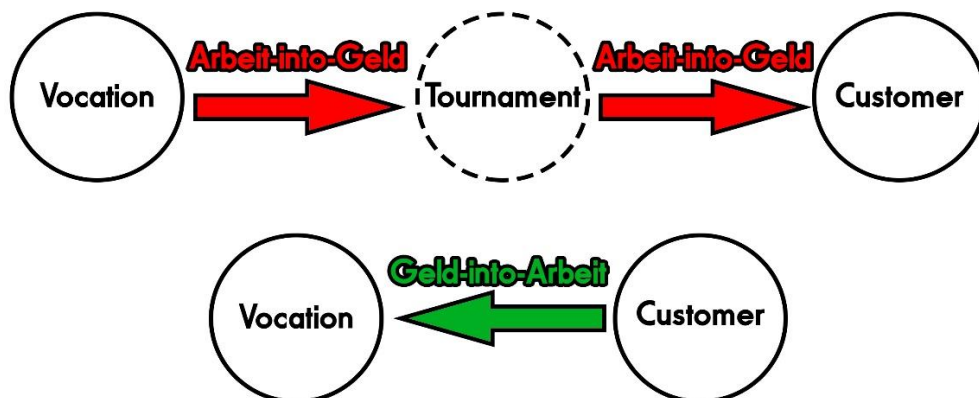 Arbeit-into-Geld
Arbeit-into-Geld
Vocation
Tournament
Customer
Geld-into-Arbeit
Vocation
Customer